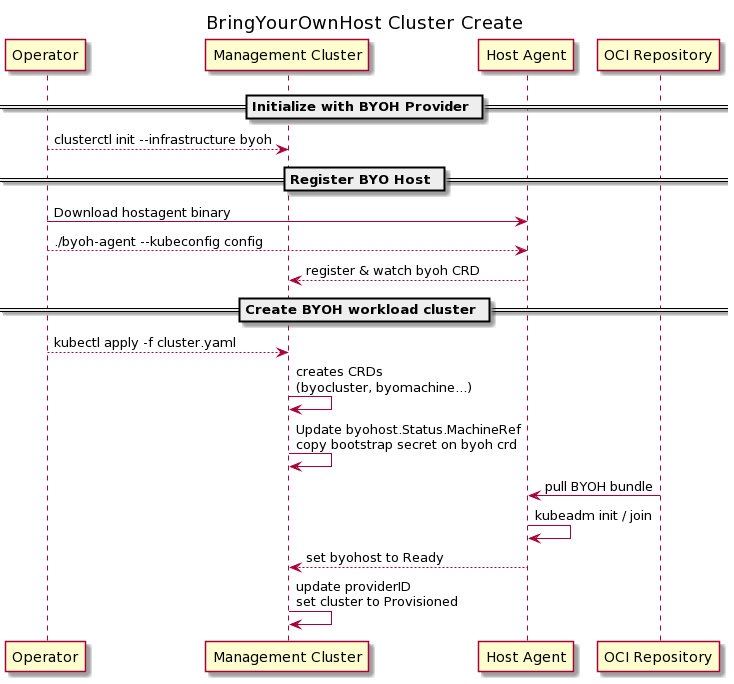 BringYourOwnHost Cluster Create
Operator
Management Cluster
Host Agent
OCI Repository
Initialize with BYOH Provider
clusterctl init --infrastructure byoh
Register BYO Host
Download hostagent binary
./byoh-agent --kubeconfig config
register & watch byoh CRD
Create BYOH workload cluster
kubectl apply -f cluster.yaml
creates CRDs
(byocluster, byomachine...)
Update byohost.Status.MachineRef
copy bootstrap secret on byoh crd
pull BYOH bundle
kubeadm init / join
set byohost to Ready
update providerID
set cluster to Provisioned
Operator
Management Cluster
Host Agent
OCI Repository